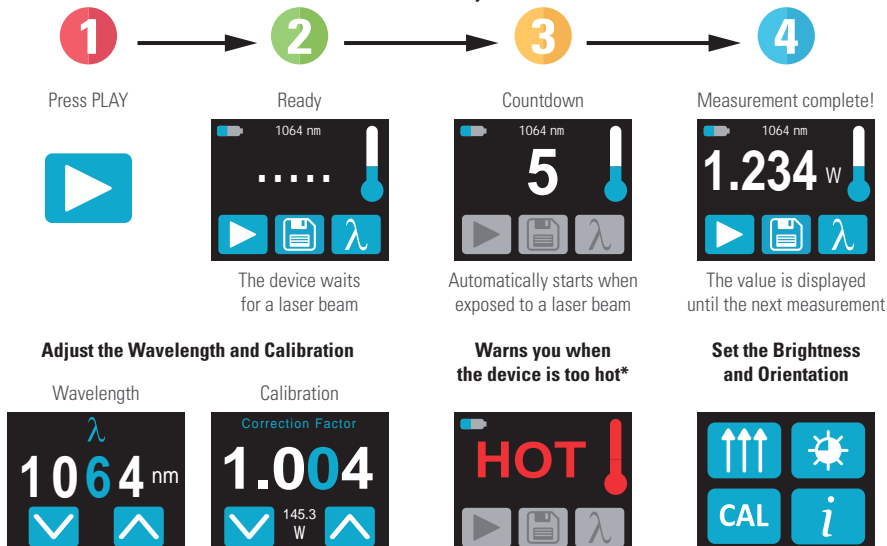 1 2 3 4
Press PLAY
Ready
1064 nm
.....
λ
The device waits
for a laser beam
Countdown
1064 nm
5
λ
Automatically starts when
exposed to a laser beam
Measurement complete!
1064 nm
1.234 W
λ
The value is displayed
until the next measurement
Adjust the Wavelength and Calibration
Wavelength
λ
1064 nm
Calibration
Correction Factor
1.004
145.3
W
Warns you when
the device is too hot*
HOT
λ
Set the Brightness
and Orientation
CAL i